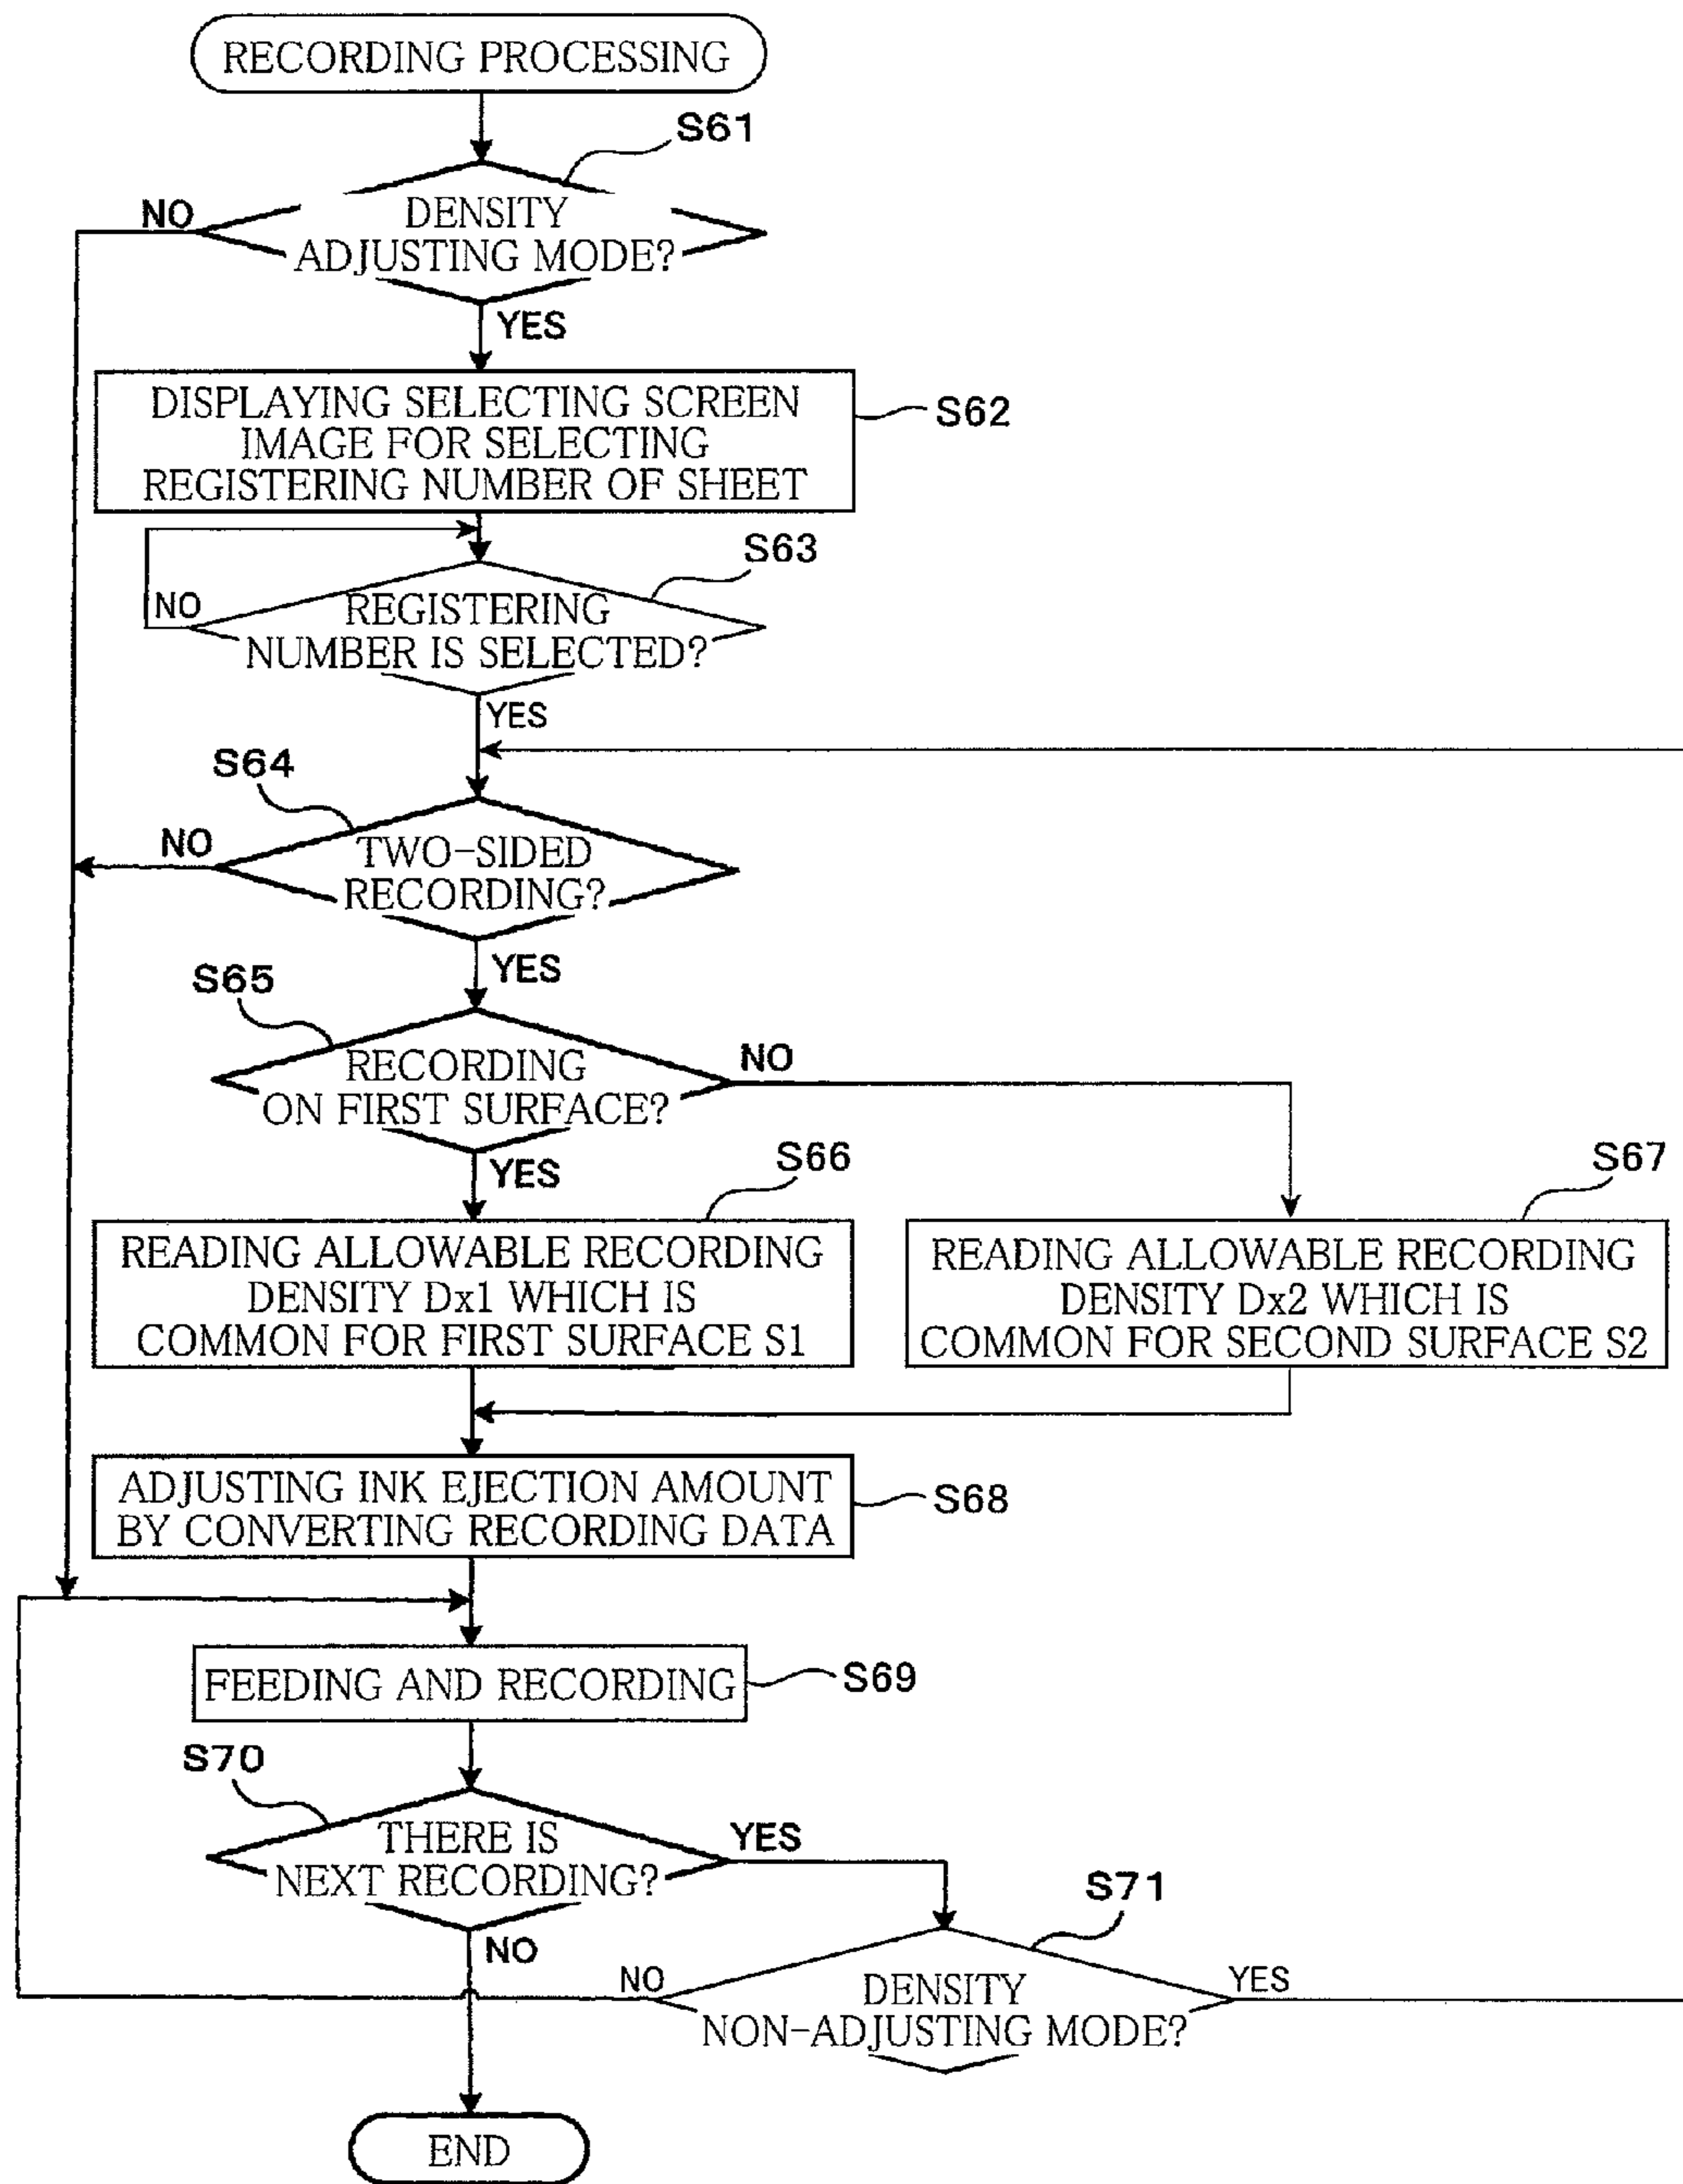 RECORDING PROCESSING
S61
NO
DENSITY
ADJUSTING MODE?
YES
DISPLAYING SELECTING SCREEN
IMAGE FOR SELECTING
REGISTERING NUMBER OF SHEET
S62
S63
NO
REGISTERING
NUMBER IS SELECTED?
YES
S64
NO
TWO-SIDED
RECORDING?
YES
S65
RECORDING
ON FIRST SURFACE?
NO
YES
S66
S67
READING ALLOWABLE RECORDING
DENSITY Dx1 WHICH IS
COMMON FOR FIRST SURFACE S1
READING ALLOWABLE RECORDING
DENSITY Dx2 WHICH IS
COMMON FOR SECOND SURFACE S2
ADJUSTING INK EJECTION AMOUNT
BY CONVERTING RECORDING DATA
S68
FEEDING AND RECORDING
S69
S70
THERE IS
NEXT RECORDING?
YES
NO
S71
NO
DENSITY
NON-ADJUSTING MODE?
YES
END